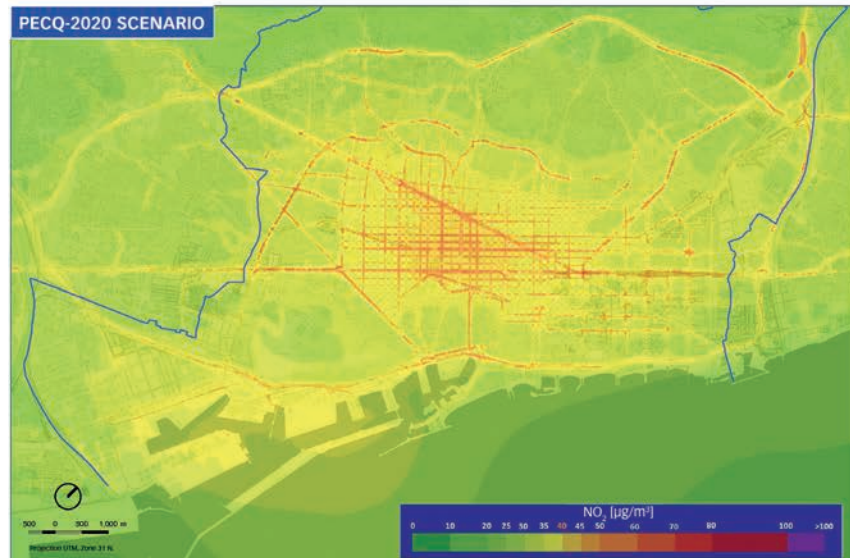 PECQ-2020 SCENARIO
NO₂ [µg/m³]
0 10 20 25 30 35 40 45 50 60 70 80 100 >100
500 0 500 1,000 m
Projection UTM, Zone 31 N.